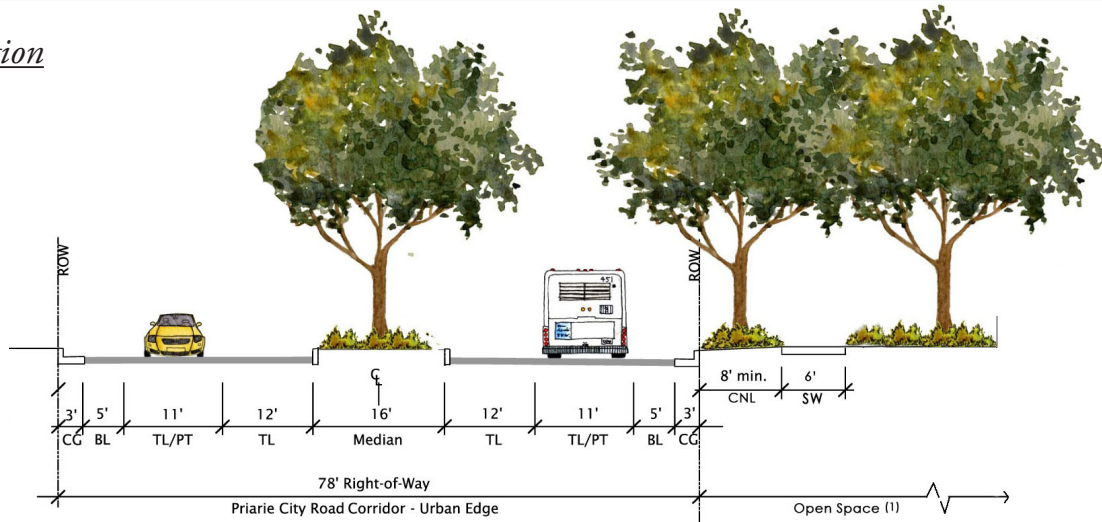 tion
ROW
ROW
451
℄
8' min.
6'
CNL
SW
3'
5'
11'
12'
16'
12'
11'
5'
3'
CG
BL
TL/PT
TL
Median
TL
TL/PT
BL
CG
78' Right-of-Way
Priarie City Road Corridor - Urban Edge
Open Space (1)